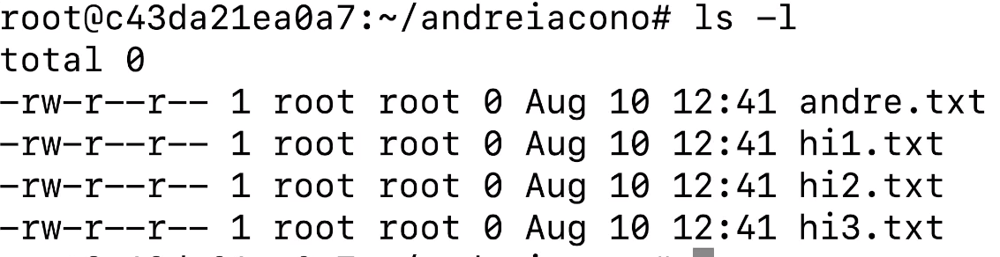 root@c43da21ea0a7:~/andreiacono# ls -l
total 0
-rw-r--r-- 1 root root 0 Aug 10 12:41 andre.txt
-rw-r--r-- 1 root root 0 Aug 10 12:41 hi1.txt
-rw-r--r-- 1 root root 0 Aug 10 12:41 hi2.txt
-rw-r--r-- 1 root root 0 Aug 10 12:41 hi3.txt